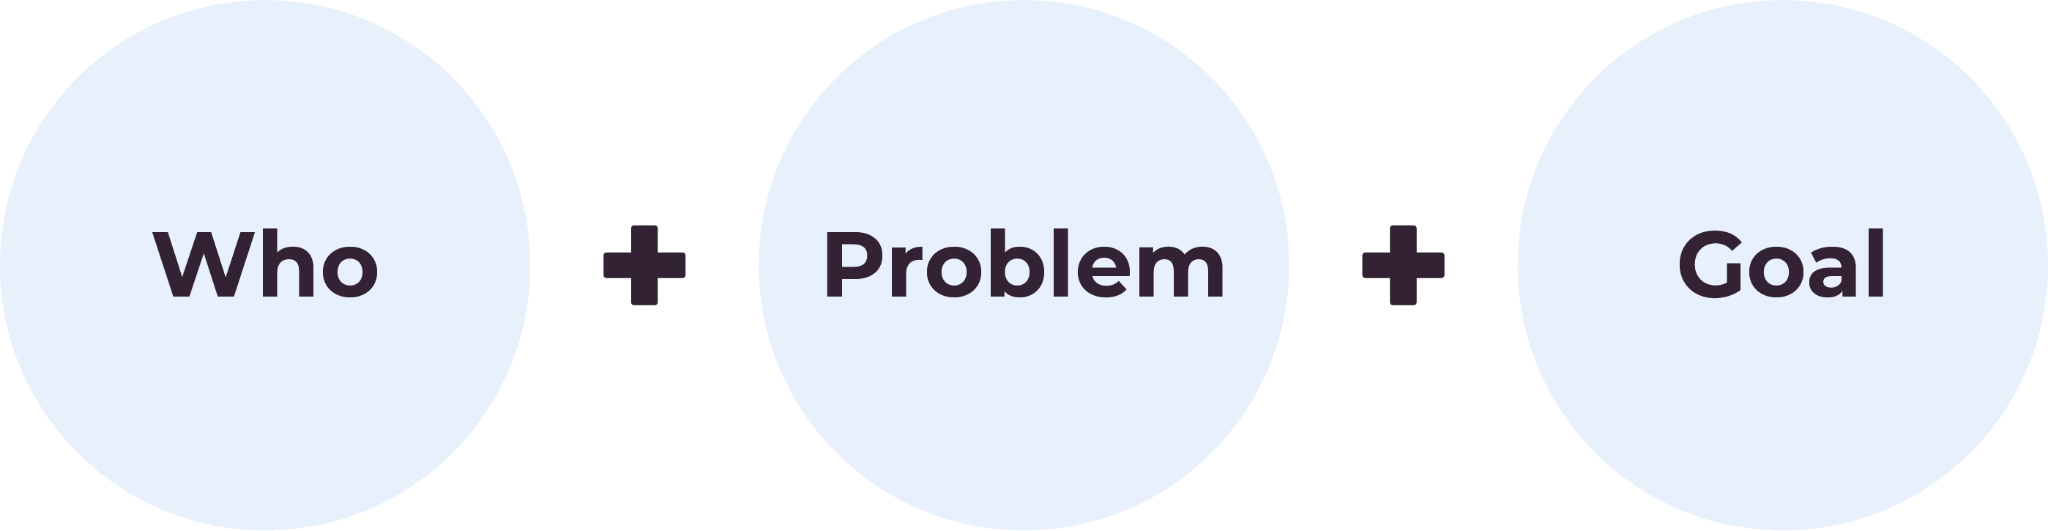 Who + Problem + Goal